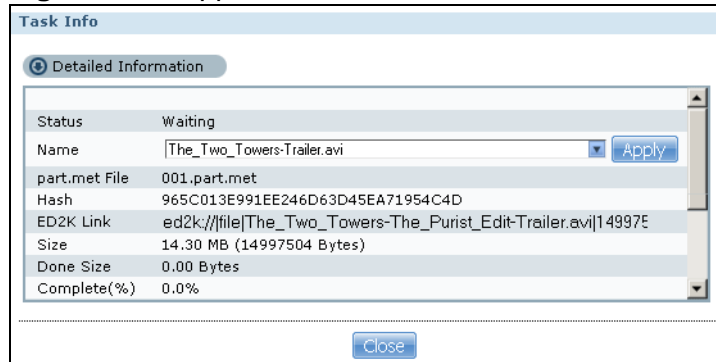 Task Info
Detailed Information
Status Waiting
Name The_Two_Towers-Trailer.avi Apply
part.met File 001.part.met
Hash 965C013E991EE246D63D45EA71954C4D
ED2K Link ed2k://|file|The_Two_Towers-The_Purist_Edit-Trailer.avi|149975
Size 14.30 MB (14997504 Bytes)
Done Size 0.00 Bytes
Complete(%) 0.0%
Close